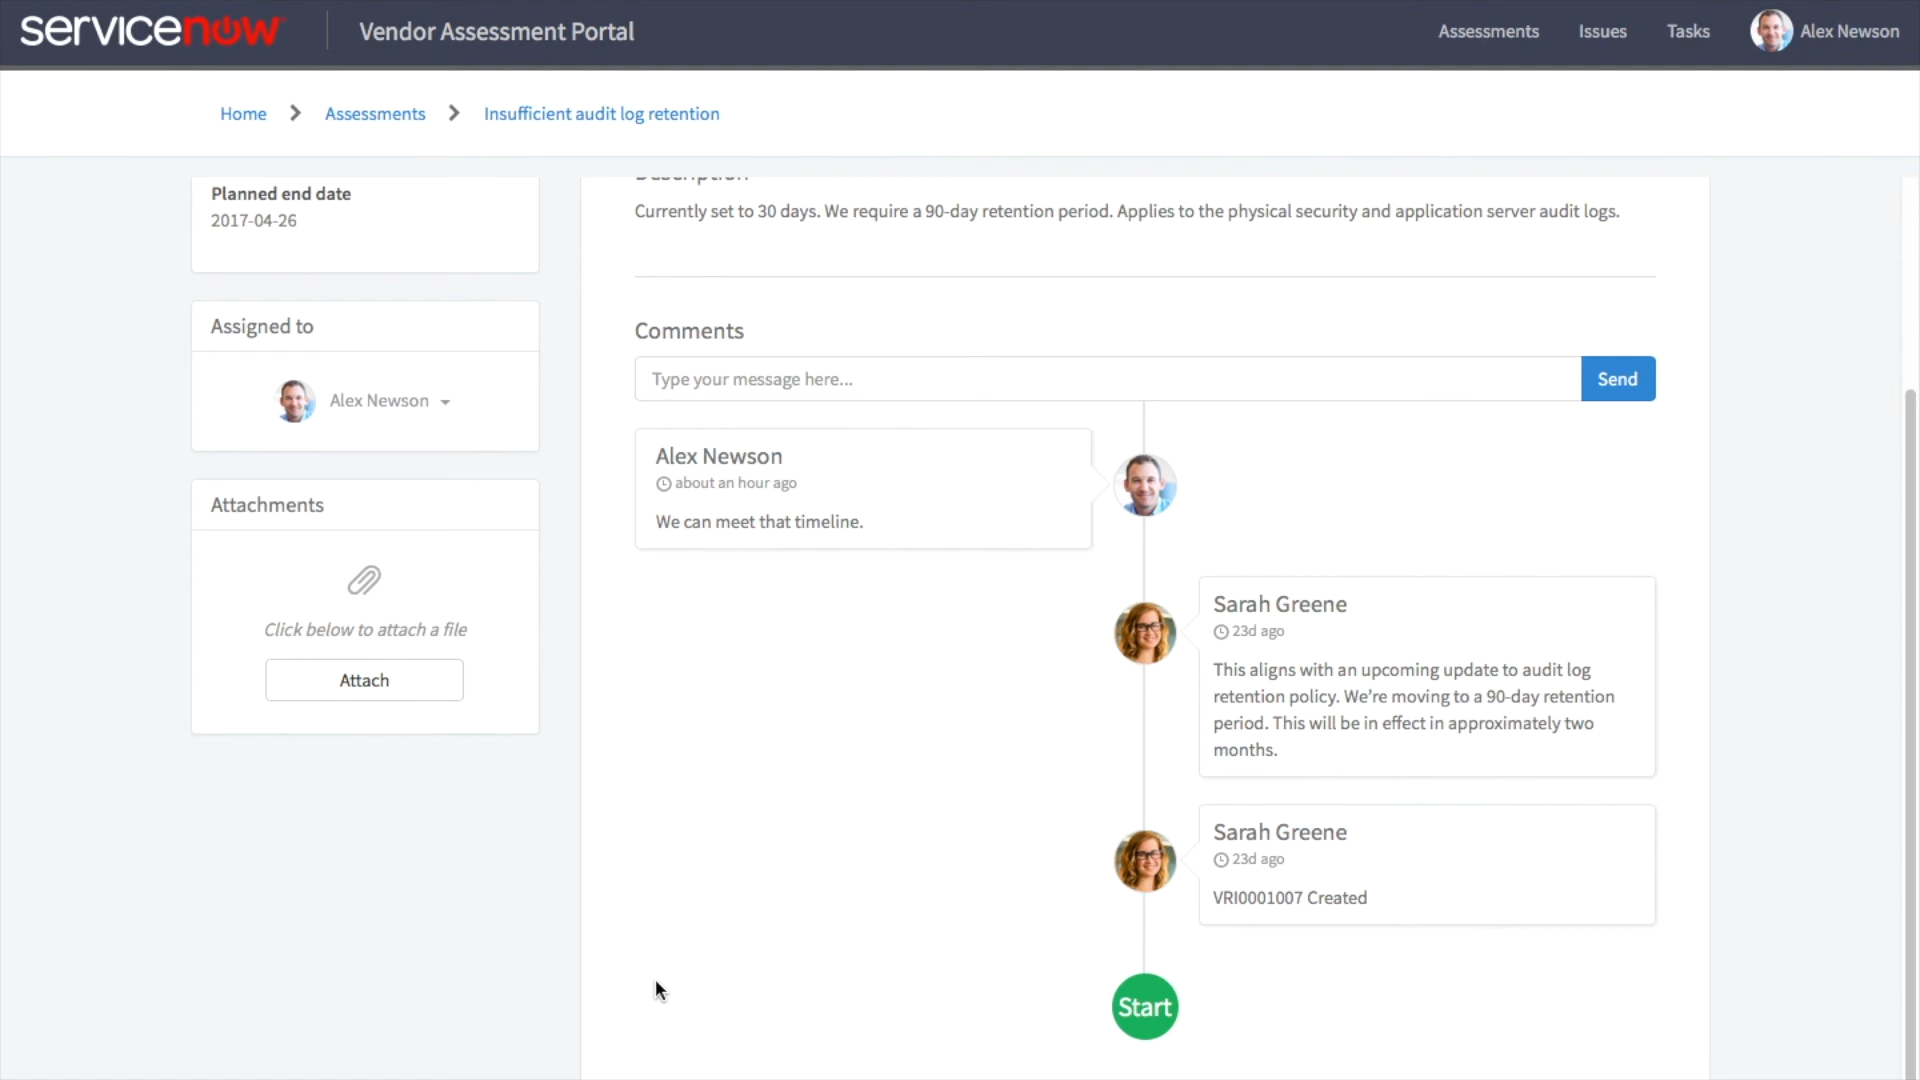 servicenow
Vendor Assessment Portal
Assessments
Issues
Tasks
Alex Newson
Home
Assessments
Insufficient audit log retention
Planned end date
2017-04-26
Assigned to
Alex Newson
Attachments
Click below to attach a file
Attach
Description
Currently set to 30 days. We require a 90-day retention period. Applies to the physical security and application server audit logs.
Comments
Type your message here...
Send
Alex Newson
about an hour ago
We can meet that timeline.
Sarah Greene
23d ago
This aligns with an upcoming update to audit log
retention policy. We’re moving to a 90-day retention
period. This will be in effect in approximately two
months.
Sarah Greene
23d ago
VRI0001007 Created
Start